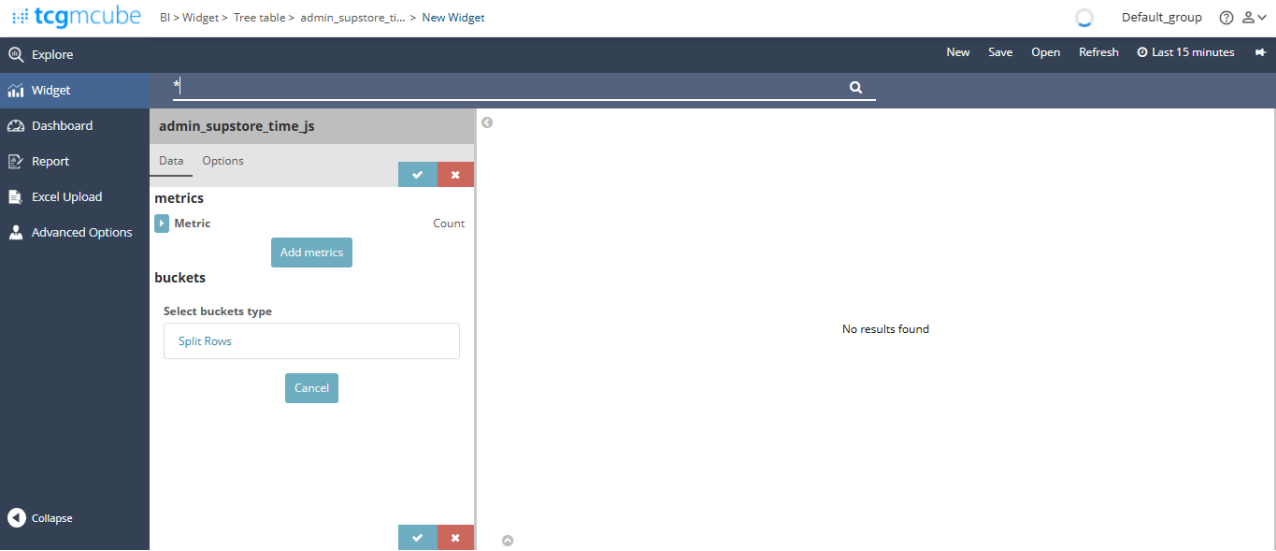 tcgmcube
BI > Widget > Tree table > admin_supstore_ti... > New Widget
Default_group
Explore
New Save Open Refresh Last 15 minutes
Widget
*
Dashboard
Report
Excel Upload
Advanced Options
Collapse
admin_supstore_time_js
Data Options
metrics
Metric Count
Add metrics
buckets
Select buckets type
Split Rows
Cancel
No results found